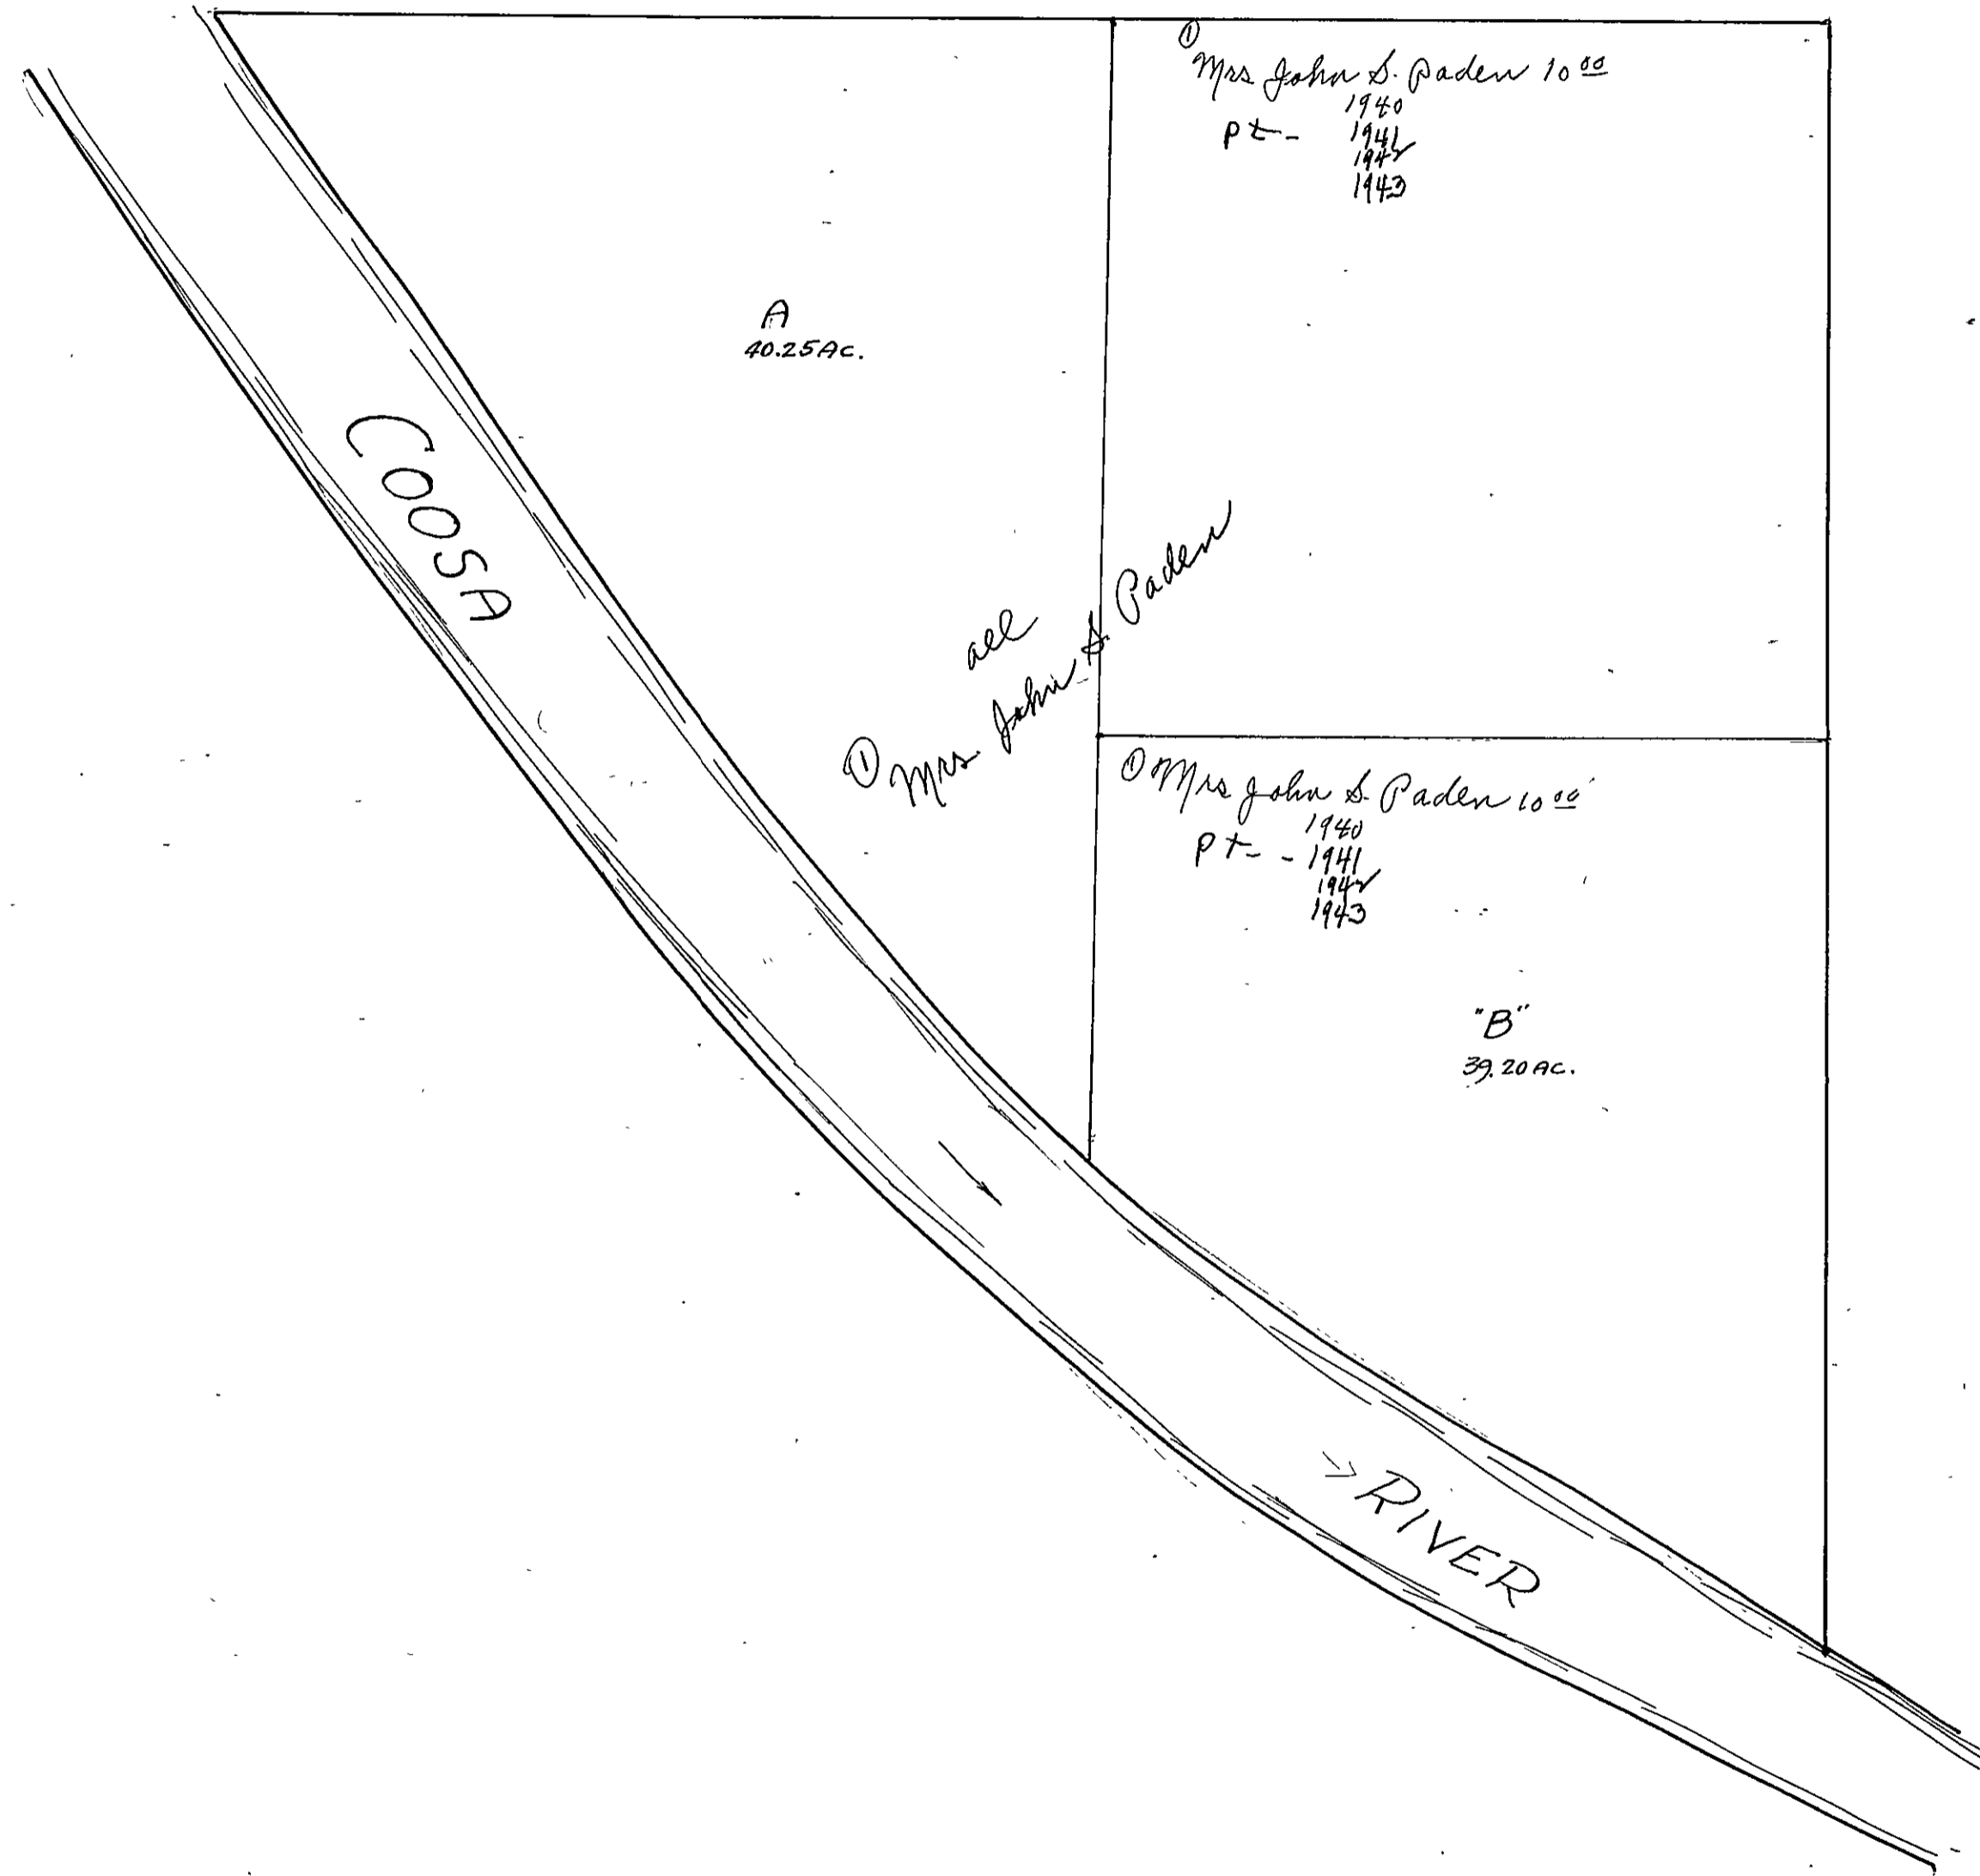 ① Mrs John S. Paden 10 00
1940
pt - 1941
1942
1943
A
40.25 AC.
COOSA
all
① Mrs. John S. Paden
① Mrs John S. Paden 10 00
1940
pt - - 1941
1942
1943
"B"
39.20 AC.
RIVER